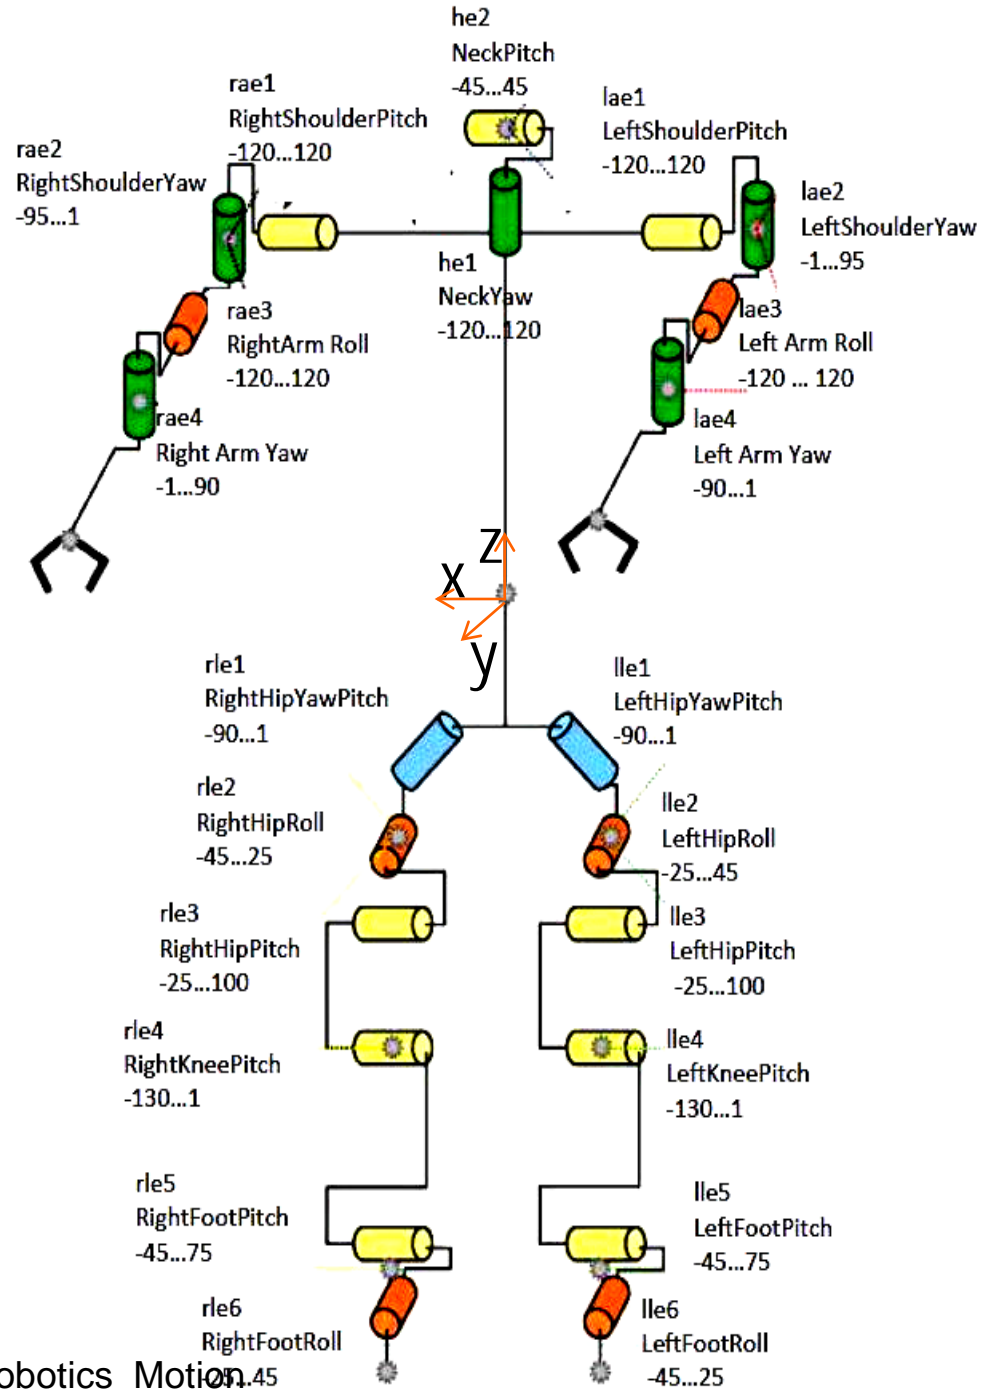 he2
NeckPitch
-45...45
rae1
RightShoulderPitch
-120...120
lae1
LeftShoulderPitch
-120...120
rae2
RightShoulderYaw
-95...1
lae2
LeftShoulderYaw
-1...95
he1
NeckYaw
-120...120
rae3
RightArm Roll
-120...120
lae3
Left Arm Roll
-120 ... 120
rae4
Right Arm Yaw
-1...90
lae4
Left Arm Yaw
-90...1
z
x
y
rle1
RightHipYawPitch
-90...1
lle1
LeftHipYawPitch
-90...1
rle2
RightHipRoll
-45...25
lle2
LeftHipRoll
-25...45
rle3
RightHipPitch
-25...100
lle3
LeftHipPitch
-25...100
rle4
RightKneePitch
-130...1
lle4
LeftKneePitch
-130...1
rle5
RightFootPitch
-45...75
lle5
LeftFootPitch
-45...75
rle6
RightFootRoll
-25...45
lle6
LeftFootRoll
-45...25
obotics Motion